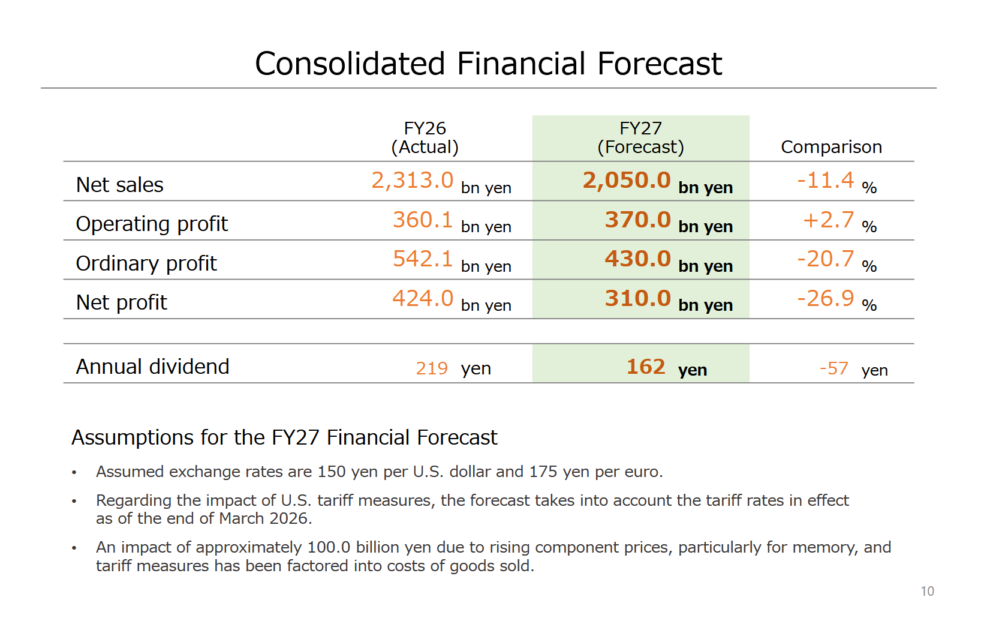 Consolidated Financial Forecast
FY26 FY27
(Actual) (Forecast) Comparison
Net sales 2,313.0 bn yen 2,050.0 bn yen -11.4 %
Operating profit 360.1 bn yen 370.0 bn yen +2.7 %
Ordinary profit 542.1 bn yen 430.0 bn yen -20.7 %
Net profit 424.0 bn yen 310.0 bn yen -26.9 %
Annual dividend 219 yen 162 yen -57 yen
Assumptions for the FY27 Financial Forecast
• Assumed exchange rates are 150 yen per U.S. dollar and 175 yen per euro.
• Regarding the impact of U.S. tariff measures, the forecast takes into account the tariff rates in effect
as of the end of March 2026.
• An impact of approximately 100.0 billion yen due to rising component prices, particularly for memory, and
tariff measures has been factored into costs of goods sold.
10